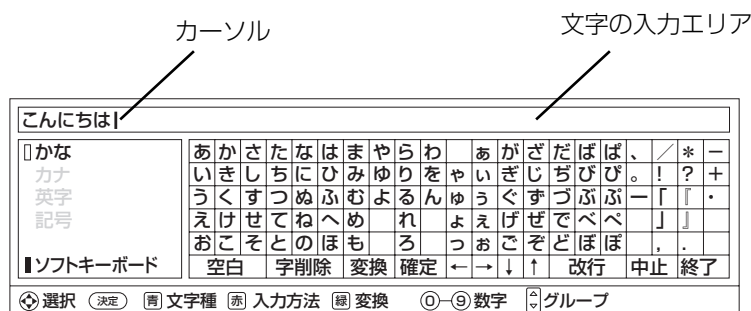 カーソル 文字の入力エリア
こんにちは
かな あ か さ た な は ま や ら わ ぁ が ざ だ ば ぱ 、 / * ー
カナ い き し ち に ひ み ゆ り を ゃ ぃ ぎ じ ぢ び ぴ 。 ! ? +
英字 う く す つ ぬ ふ む よ る ん ゅ ぅ ぐ ず づ ぶ ぷ ー 「 『 ・
記号 え け せ て ね へ め れ ょ ぇ げ ぜ で べ ぺ 」 』
お こ そ と の ほ も ろ っ ぉ ご ぞ ど ぼ ぽ , .
ソフトキーボード 空白 字削除 変換 確定 ← → ↓ ↑ 改行 中止 終了
選択 決定 青 文字種 赤 入力方法 緑 変換 0-9 数字 グループ